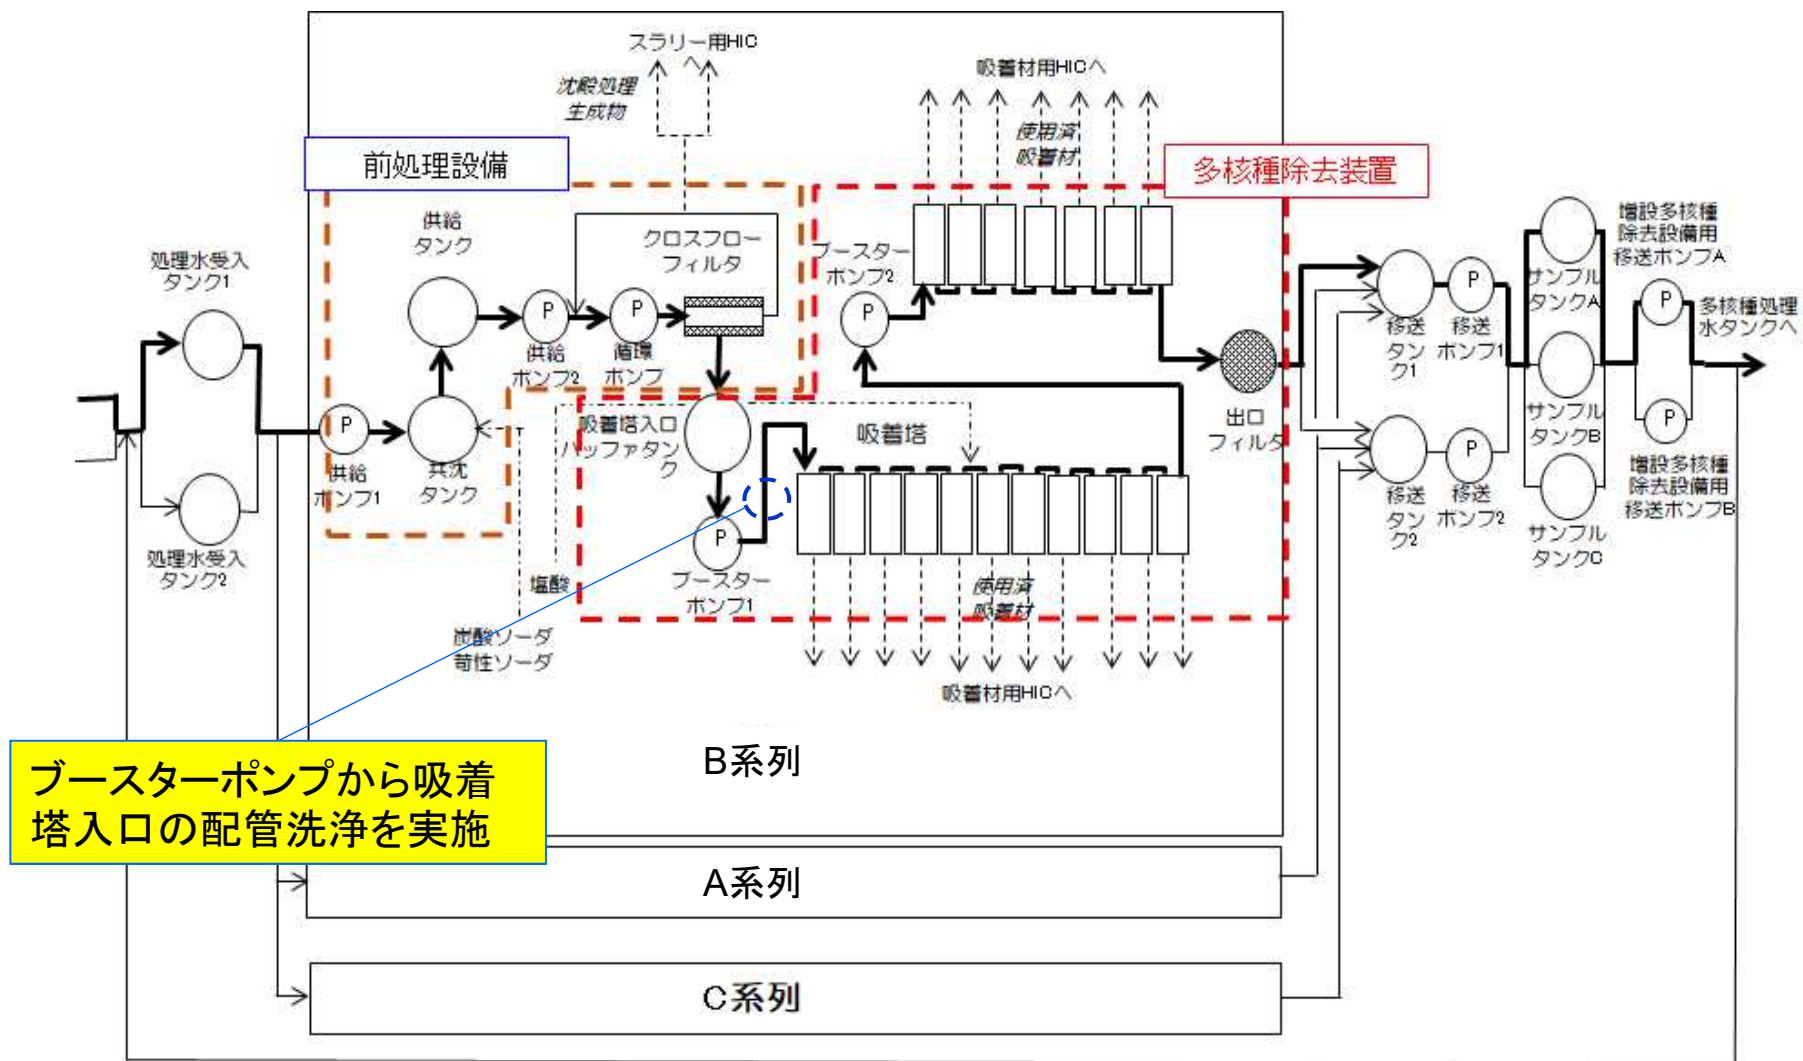 スラリー用HIC
へ
沈殿処理
生成物
吸着材用HICへ
使用済
吸着材
前処理設備
多核種除去装置
処理水受入
タンク1
供給
タンク
クロスフロー
フィルタ
ブースター
ポンプ2
P
供給
ポンプ2
P
循環
ポンプ
P
P
供給
ポンプ1
共沈
タンク
吸着塔入口
バッファタン
ク
吸着塔
出口
フィルタ
P
ブースター
ポンプ1
塩酸
炭酸ソーダ
苛性ソーダ
使用済
吸着材
吸着材用HICへ
処理水受入
タンク2
移送
タン
ク1
P
移送
ポンプ1
移送
タン
ク2
P
移送
ポンプ2
サンプル
タンクA
サンプル
タンクB
サンプル
タンクC
増設多核種
除去設備用
移送ポンプA
P
多核種処理
水タンクへ
P
増設多核種
除去設備用
移送ポンプB
B系列
ブースターポンプから吸着
塔入口の配管洗浄を実施
A系列
C系列